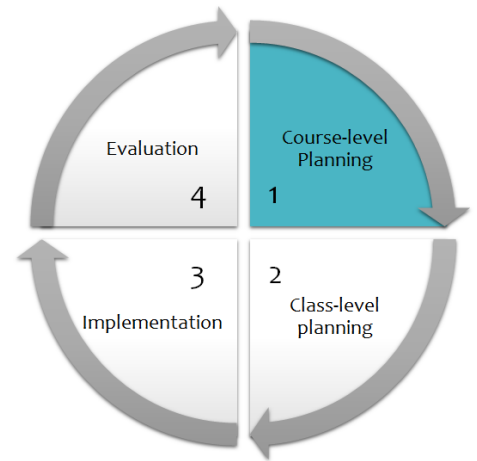 Course-level
Planning
1
2
Class-level
planning
3
Implementation
Evaluation
4